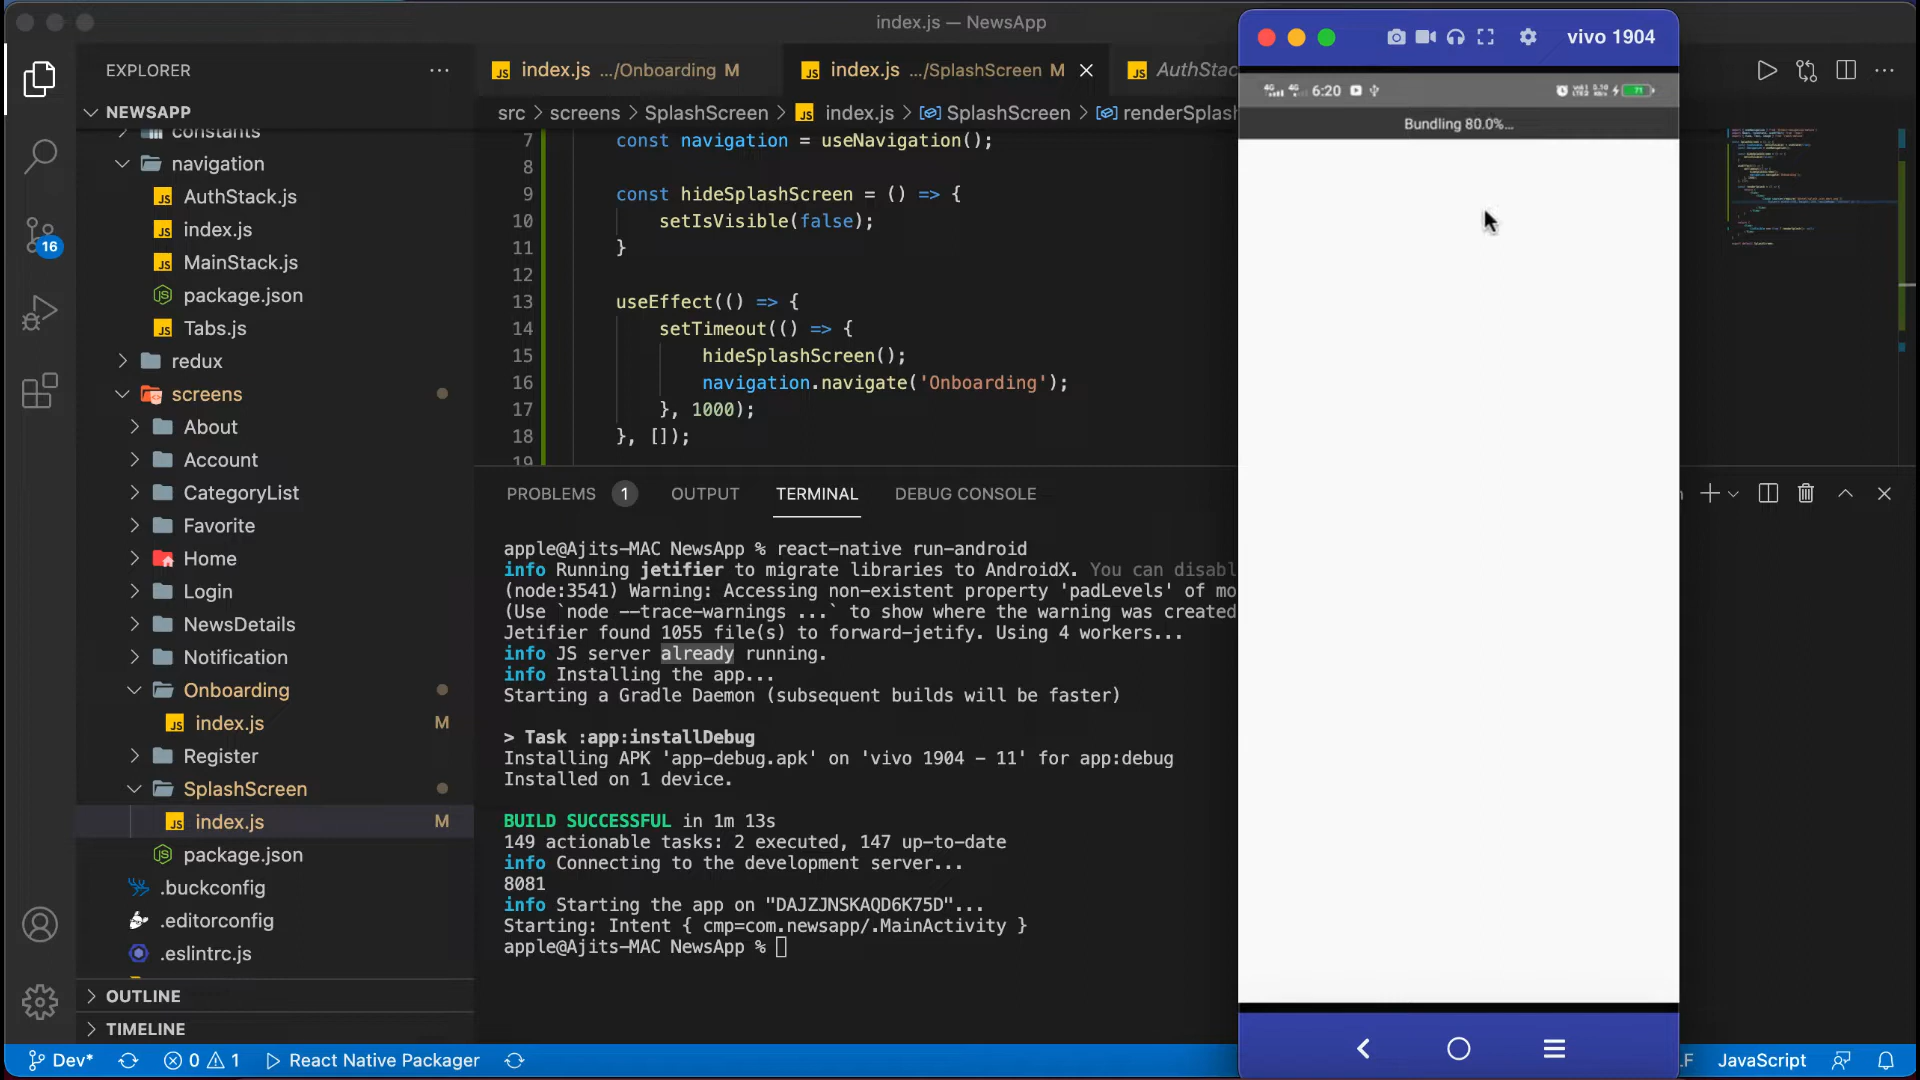 index.js — NewsApp
EXPLORER
NEWSAPP
constants
navigation
AuthStack.js
index.js
MainStack.js
package.json
Tabs.js
redux
screens
About
Account
CategoryList
Favorite
Home
Login
NewsDetails
Notification
Onboarding
index.js M
Register
SplashScreen
index.js M
package.json
.buckconfig
.editorconfig
.eslintrc.js
OUTLINE
TIMELINE
16
index.js .../Onboarding M
index.js .../SplashScreen M
AuthStac
src > screens > SplashScreen > index.js > SplashScreen > renderSplash
7 const navigation = useNavigation();
8
9 const hideSplashScreen = () => {
10 setIsVisible(false);
11 }
12
13 useEffect(() => {
14 setTimeout(() => {
15 hideSplashScreen();
16 navigation.navigate('Onboarding');
17 }, 1000);
18 }, []);
19
PROBLEMS 1 OUTPUT TERMINAL DEBUG CONSOLE
apple@Ajits-MAC NewsApp % react-native run-android
info Running jetifier to migrate libraries to AndroidX. You can disabl
(node:3541) Warning: Accessing non-existent property 'padLevels' of mo
(Use `node --trace-warnings ...` to show where the warning was created
Jetifier found 1055 file(s) to forward-jetify. Using 4 workers...
info JS server already running.
info Installing the app...
Starting a Gradle Daemon (subsequent builds will be faster)
> Task :app:installDebug
Installing APK 'app-debug.apk' on 'vivo 1904 - 11' for app:debug
Installed on 1 device.
BUILD SUCCESSFUL in 1m 13s
149 actionable tasks: 2 executed, 147 up-to-date
info Connecting to the development server...
8081
info Starting the app on "DAJZJNSKAQD6K75D"...
Starting: Intent { cmp=com.newsapp/.MainActivity }
apple@Ajits-MAC NewsApp %
vivo 1904
4G 4G 6:20
71
Bundling 80.0%...
Dev* 0 1 React Native Packager
LF JavaScript